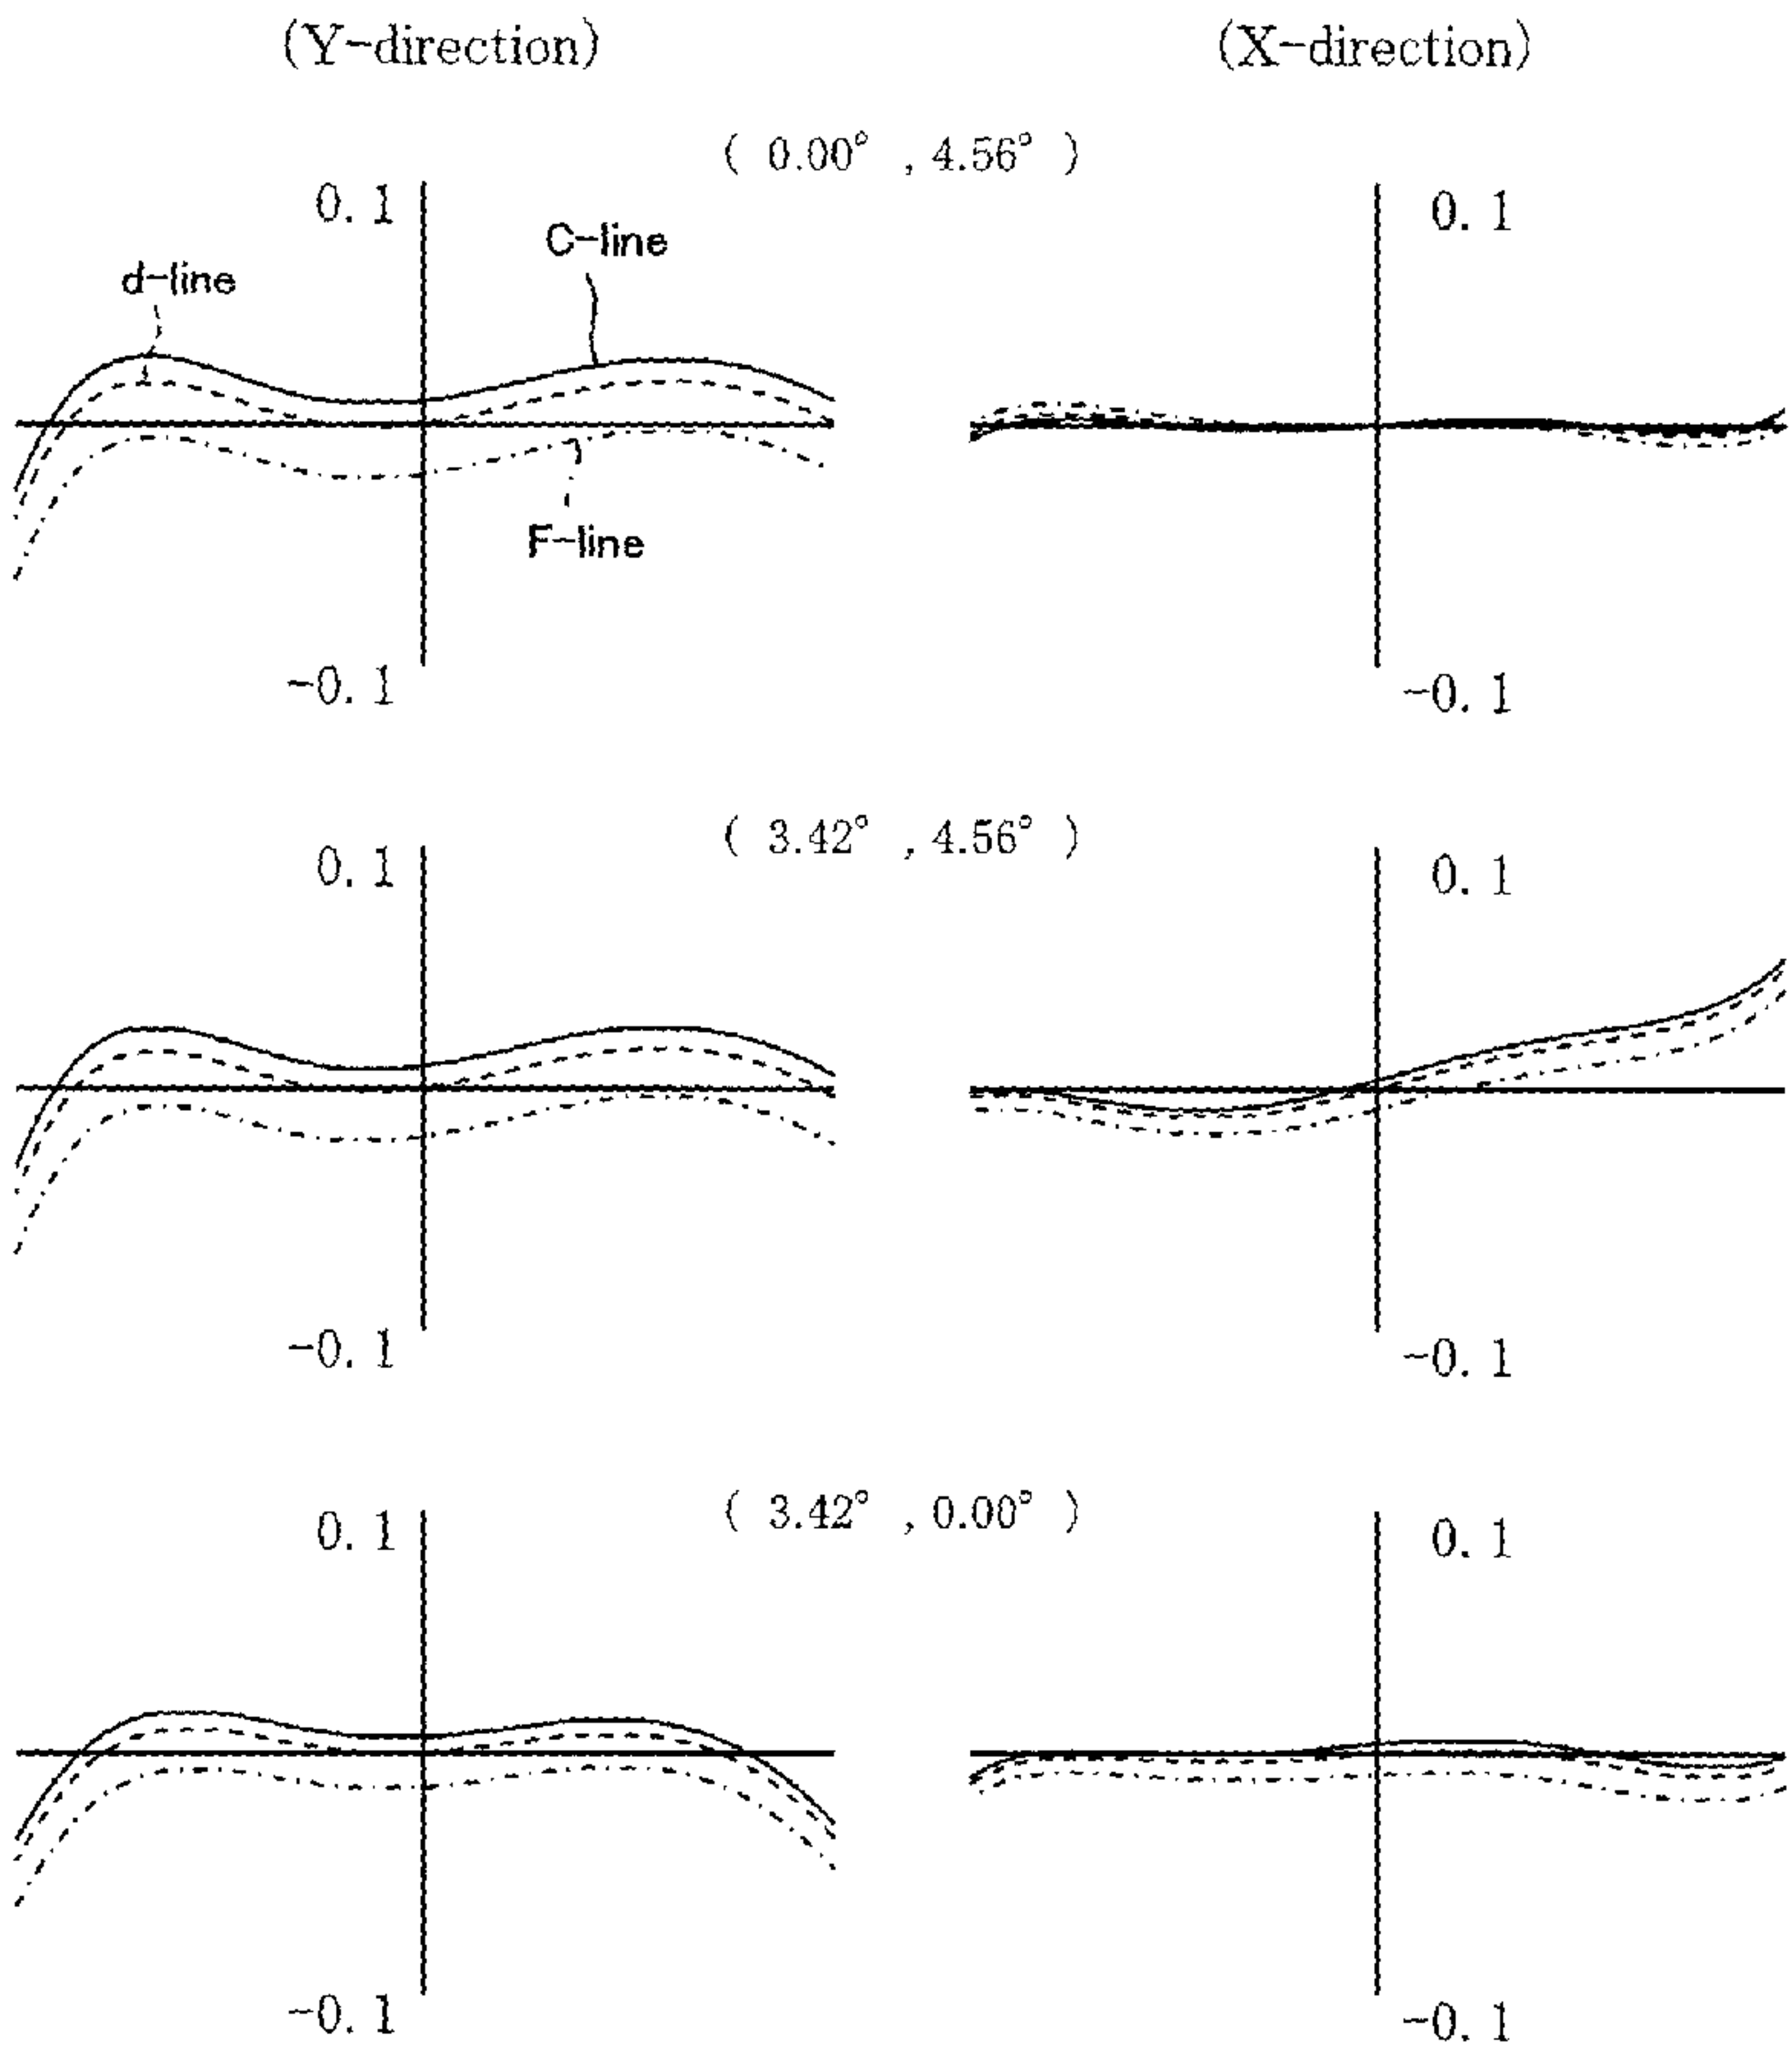 (Y-direction) (X-direction)
( 0.00° , 4.56° )
0.1 0.1
C-line
d-line
F-line
-0.1 -0.1
( 3.42° , 4.56° )
0.1 0.1
-0.1 -0.1
( 3.42° , 0.00° )
0.1 0.1
-0.1 -0.1